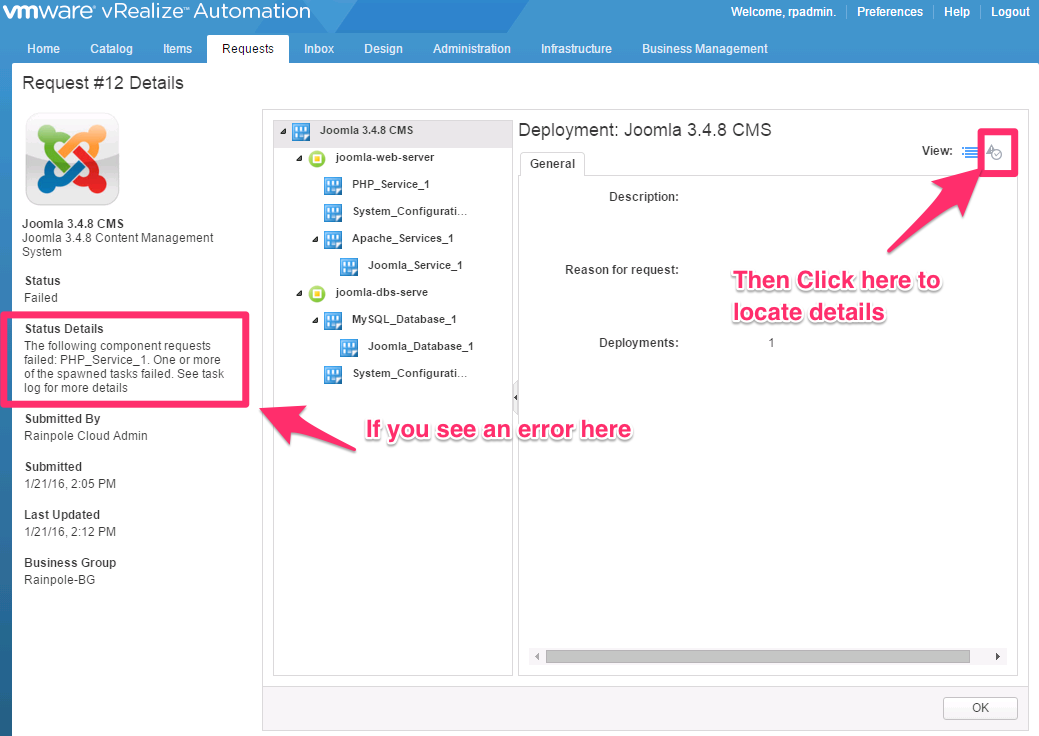 vmware® vRealize™ Automation
Welcome, rpadmin. Preferences Help Logout
Home Catalog Items Requests Inbox Design Administration Infrastructure Business Management
Request #12 Details
Joomla 3.4.8 CMS
Joomla 3.4.8 Content Management
System
Status
Failed
Status Details
The following component requests
failed: PHP_Service_1. One or more
of the spawned tasks failed. See task
log for more details
Submitted By
Rainpole Cloud Admin
Submitted
1/21/16, 2:05 PM
Last Updated
1/21/16, 2:12 PM
Business Group
Rainpole-BG
Joomla 3.4.8 CMS
joomla-web-server
PHP_Service_1
System_Configurati...
Apache_Services_1
Joomla_Service_1
joomla-dbs-serve
MySQL_Database_1
Joomla_Database_1
System_Configurati...
If you see an error here
Deployment: Joomla 3.4.8 CMS
View:
General
Description:
Reason for request:
Deployments: 1
Then Click here to
locate details
OK